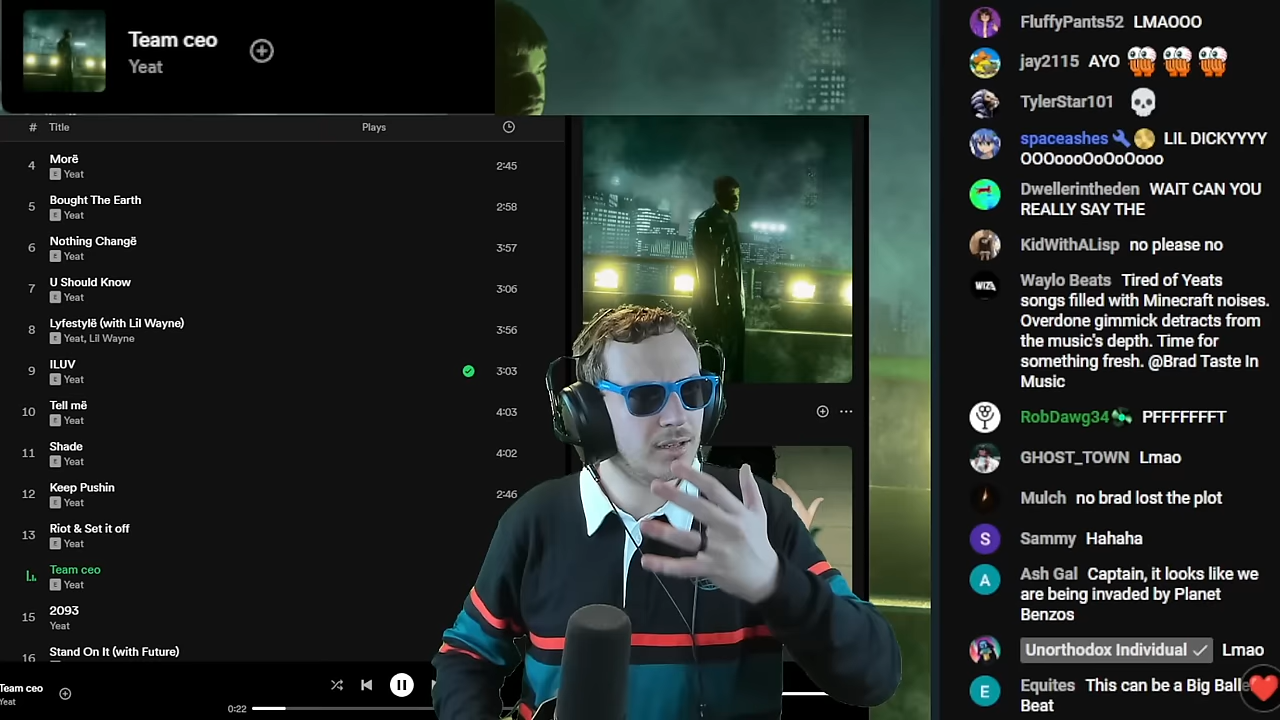 Team ceo
Yeat
# Title Plays
4 Morë 2:45
E Yeat
5 Bought The Earth 2:58
E Yeat
6 Nothing Changë 3:57
E Yeat
7 U Should Know 3:06
E Yeat
8 Lyfestylë (with Lil Wayne) 3:56
E Yeat, Lil Wayne
9 ILUV 3:03
E Yeat
10 Tell më 4:03
E Yeat
11 Shade 4:02
E Yeat
12 Keep Pushin 2:46
E Yeat
13 Riot & Set it off
E Yeat
Team ceo
E Yeat
15 2093
Yeat
16 Stand On It (with Future)
Team ceo
Yeat
0:22
FluffyPants52 LMAOOO
jay2115 AYO
TylerStar101
spaceashes LIL DICKYYYY
OOOoooOoOoOooo
Dwellerintheden WAIT CAN YOU
REALLY SAY THE
KidWithALisp no please no
Waylo Beats Tired of Yeats
songs filled with Minecraft noises.
Overdone gimmick detracts from
the music's depth. Time for
something fresh. @Brad Taste In
Music
RobDawg34 PFFFFFFFT
GHOST_TOWN Lmao
Mulch no brad lost the plot
S Sammy Hahaha
A Ash Gal Captain, it looks like we
are being invaded by Planet
Benzos
Unorthodox Individual Lmao
E Equites This can be a Big Balle
Beat